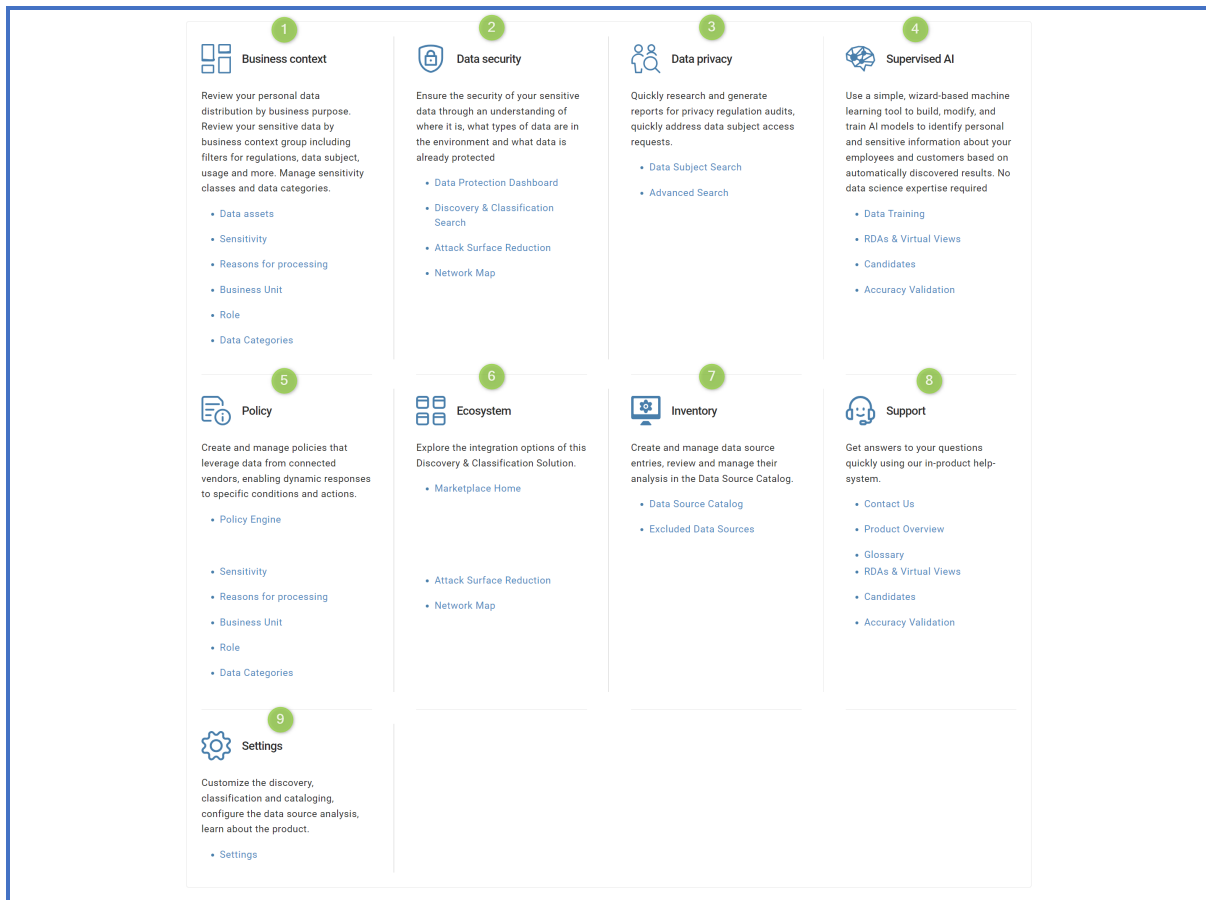 1
Business context
Review your personal data
distribution by business purpose.
Review your sensitive data by
business context group including
filters for regulations, data subject,
usage and more. Manage sensitivity
classes and data categories.
• Data assets
• Sensitivity
• Reasons for processing
• Business Unit
• Role
• Data Categories
2
Data security
Ensure the security of your sensitive
data through an understanding of
where it is, what types of data are in
the environment and what data is
already protected
• Data Protection Dashboard
• Discovery & Classification
Search
• Attack Surface Reduction
• Network Map
3
Data privacy
Quickly research and generate
reports for privacy regulation audits,
quickly address data subject access
requests.
• Data Subject Search
• Advanced Search
4
Supervised AI
Use a simple, wizard-based machine
learning tool to build, modify, and
train AI models to identify personal
and sensitive information about your
employees and customers based on
automatically discovered results. No
data science expertise required
• Data Training
• RDAs & Virtual Views
• Candidates
• Accuracy Validation
5
Policy
Create and manage policies that
leverage data from connected
vendors, enabling dynamic responses
to specific conditions and actions.
• Policy Engine
• Sensitivity
• Reasons for processing
• Business Unit
• Role
• Data Categories
6
Ecosystem
Explore the integration options of this
Discovery & Classification Solution.
• Marketplace Home
• Attack Surface Reduction
• Network Map
7
Inventory
Create and manage data source
entries, review and manage their
analysis in the Data Source Catalog.
• Data Source Catalog
• Excluded Data Sources
8
Support
Get answers to your questions
quickly using our in-product help-
system.
• Contact Us
• Product Overview
• Glossary
• RDAs & Virtual Views
• Candidates
• Accuracy Validation
9
Settings
Customize the discovery,
classification and cataloging,
configure the data source analysis,
learn about the product.
• Settings